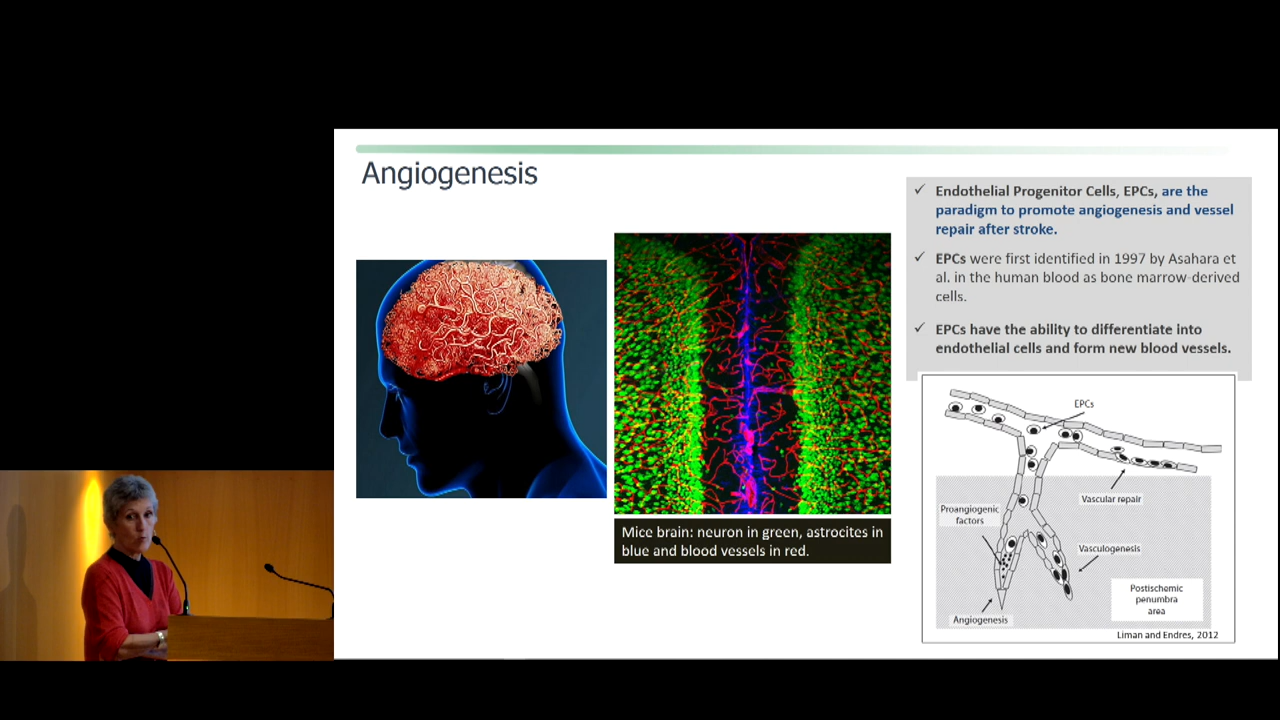 Angiogenesis
✓ Endothelial Progenitor Cells, EPCs, are the
paradigm to promote angiogenesis and vessel
repair after stroke.
✓ EPCs were first identified in 1997 by Asahara et
al. in the human blood as bone marrow-derived
cells.
✓ EPCs have the ability to differentiate into
endothelial cells and form new blood vessels.
Mice brain: neuron in green, astrocites in
blue and blood vessels in red.
EPCs
Vascular repair
Proangiogenic
factors
Vasculogenesis
Postischemic
penumbra
area
Angiogenesis
Liman and Endres, 2012